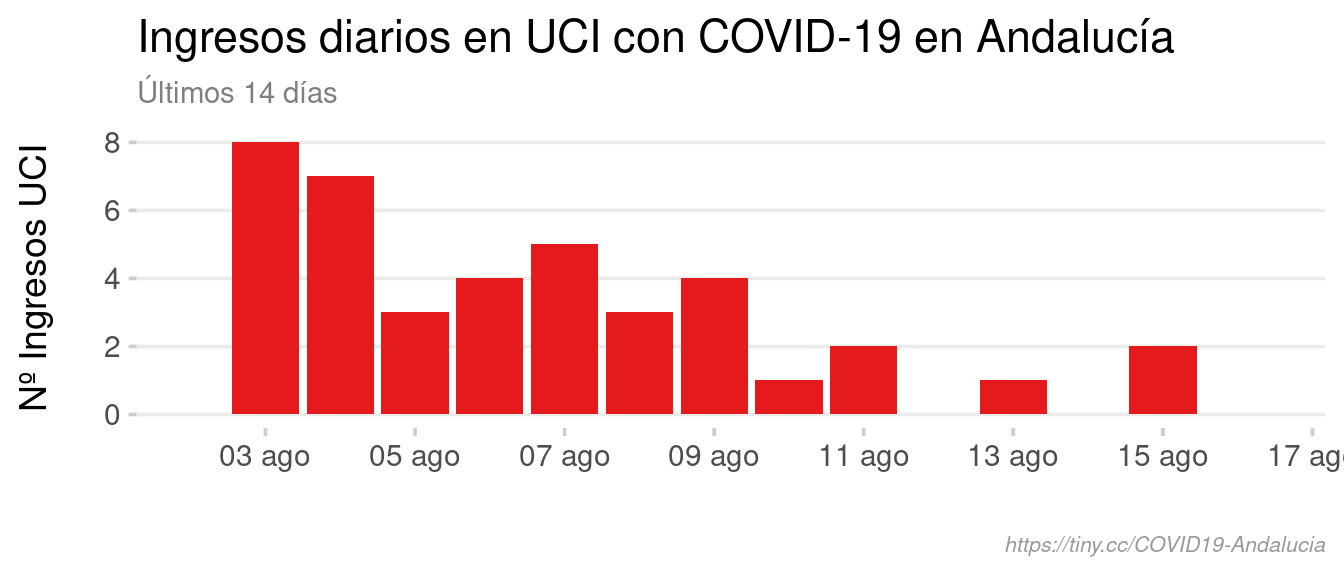 Ingresos diarios en UCI con COVID-19 en Andalucía
Últimos 14 días
Nº Ingresos UCI
8
6
4
2
0
03 ago 05 ago 07 ago 09 ago 11 ago 13 ago 15 ago 17 ag
https://tiny.cc/COVID19-Andalucia